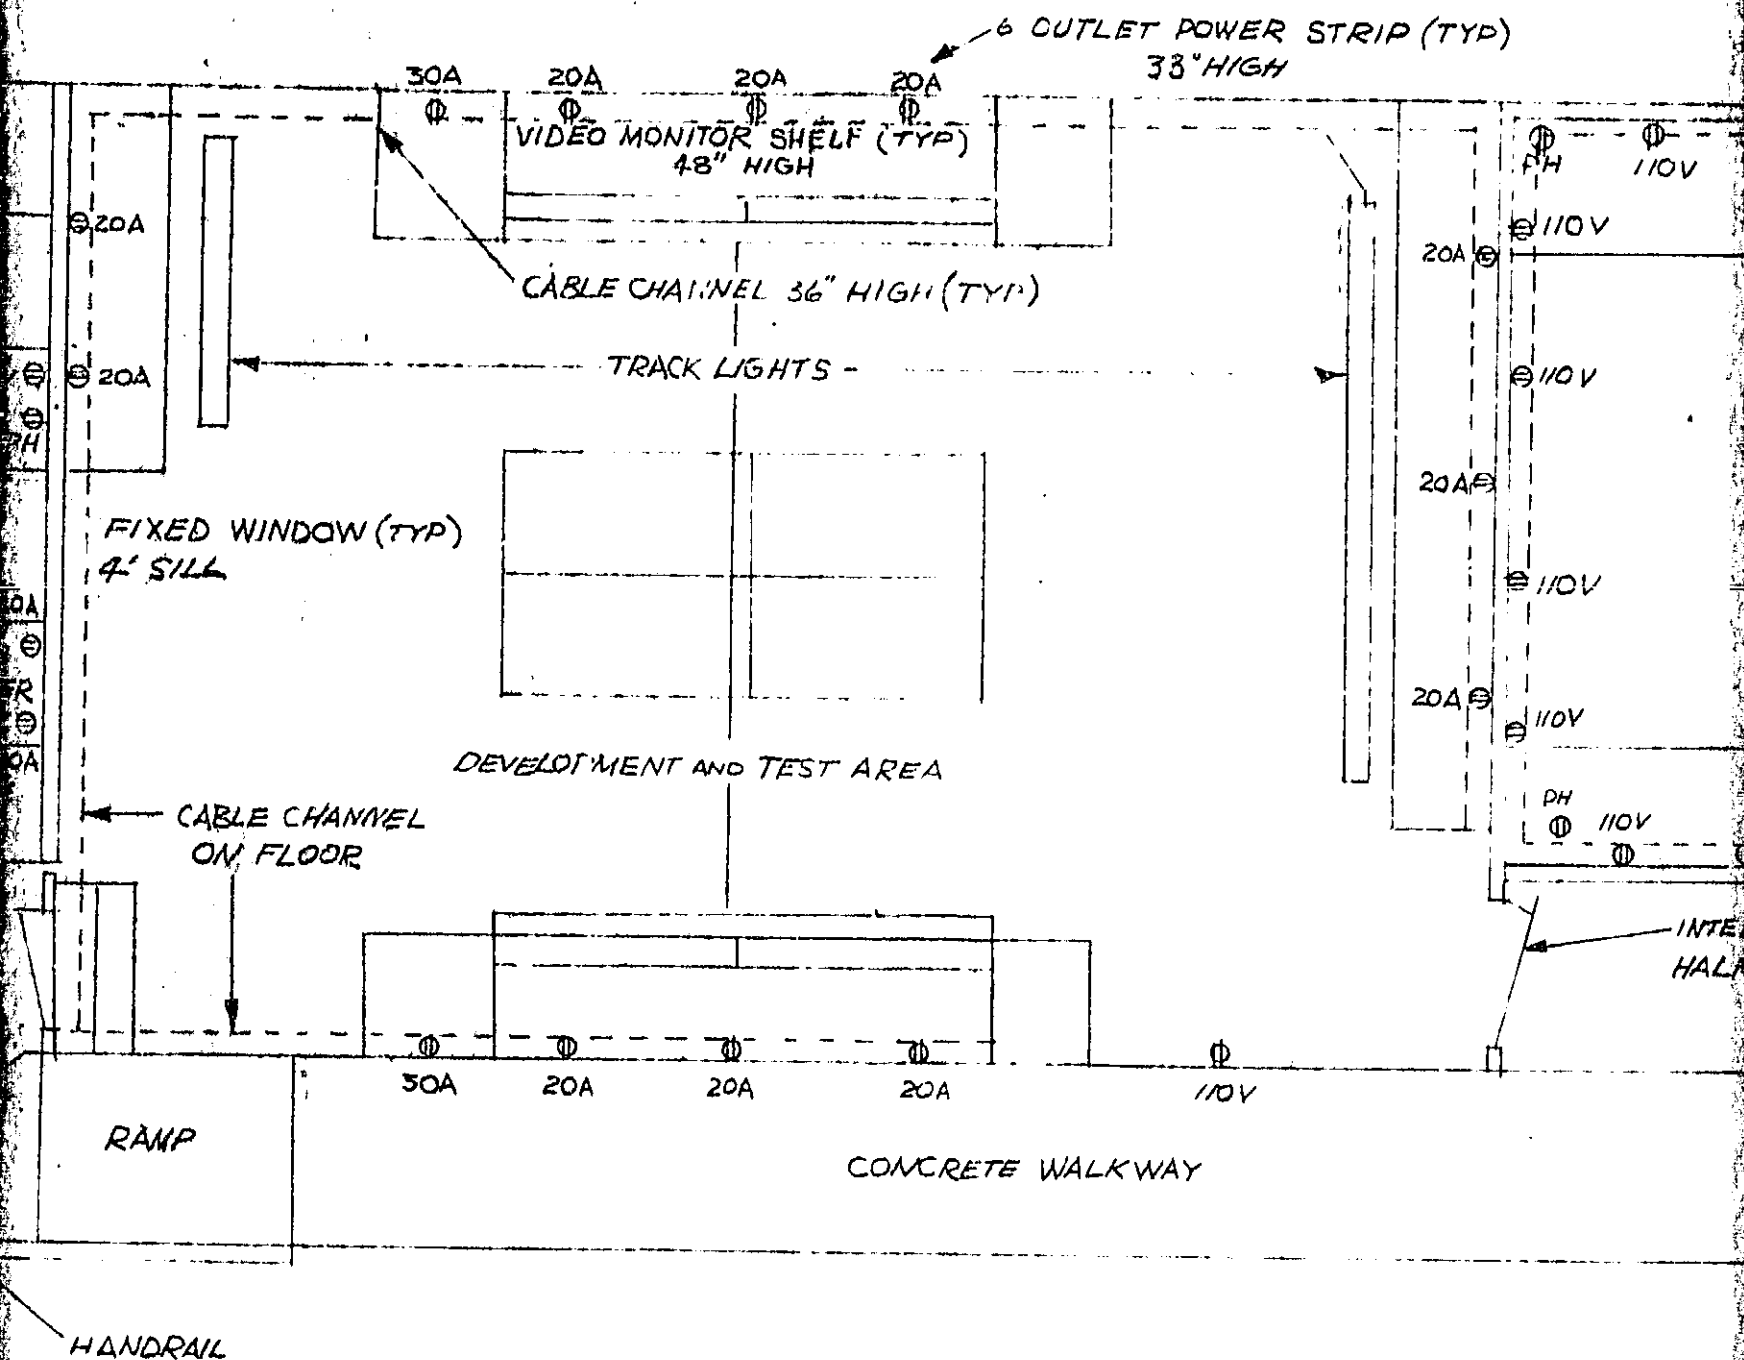 6 OUTLET POWER STRIP (TYP)
33" HIGH
30A 20A 20A 20A
VIDEO MONITOR SHELF (TYP)
48" HIGH
PH 110V
20A 110V
20A
CABLE CHANNEL 36" HIGH (TYP)
TRACK LIGHTS
20A 110V
PH
20A
FIXED WINDOW (TYP)
4' SILL
110V
20A 110V
DEVELOPMENT AND TEST AREA
PH
110V
CABLE CHANNEL
ON FLOOR
30A 20A 20A 20A 110V
RAMP
CONCRETE WALKWAY
HANDRAIL